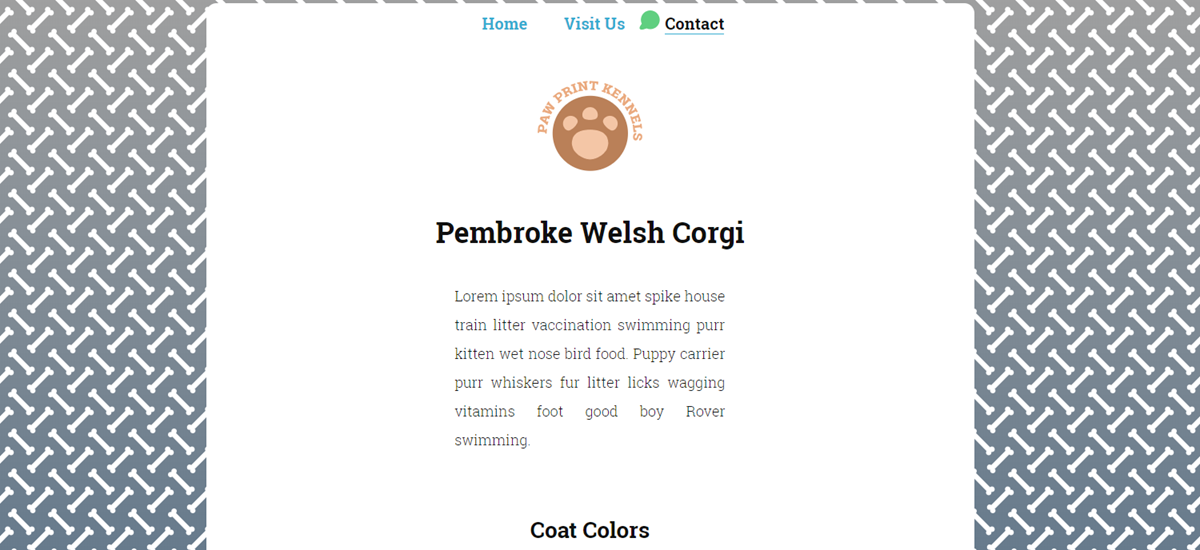 Home Visit Us Contact
PAW PRINT KENNELS
Pembroke Welsh Corgi
Lorem ipsum dolor sit amet spike house
train litter vaccination swimming purr
kitten wet nose bird food. Puppy carrier
purr whiskers fur litter licks wagging
vitamins foot good boy Rover
swimming.
Coat Colors